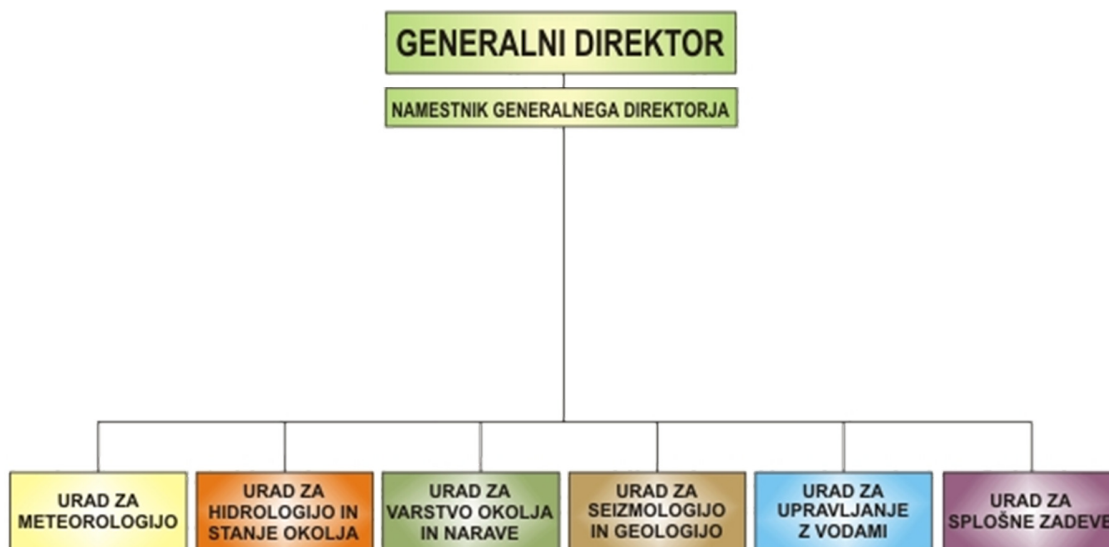 GENERALNI DIREKTOR
NAMESTNIK GENERALNEGA DIREKTORJA
URAD ZA
METEOROLOGIJO
URAD ZA
HIDROLOGIJO IN
STANJE OKOLJA
URAD ZA
VARSTVO OKOLJA
IN NARAVE
URAD ZA
SEIZMOLOGIJO
IN GEOLOGIJO
URAD ZA
UPRAVLJANJE
Z VODAMI
URAD ZA
SPLOŠNE ZADEVE